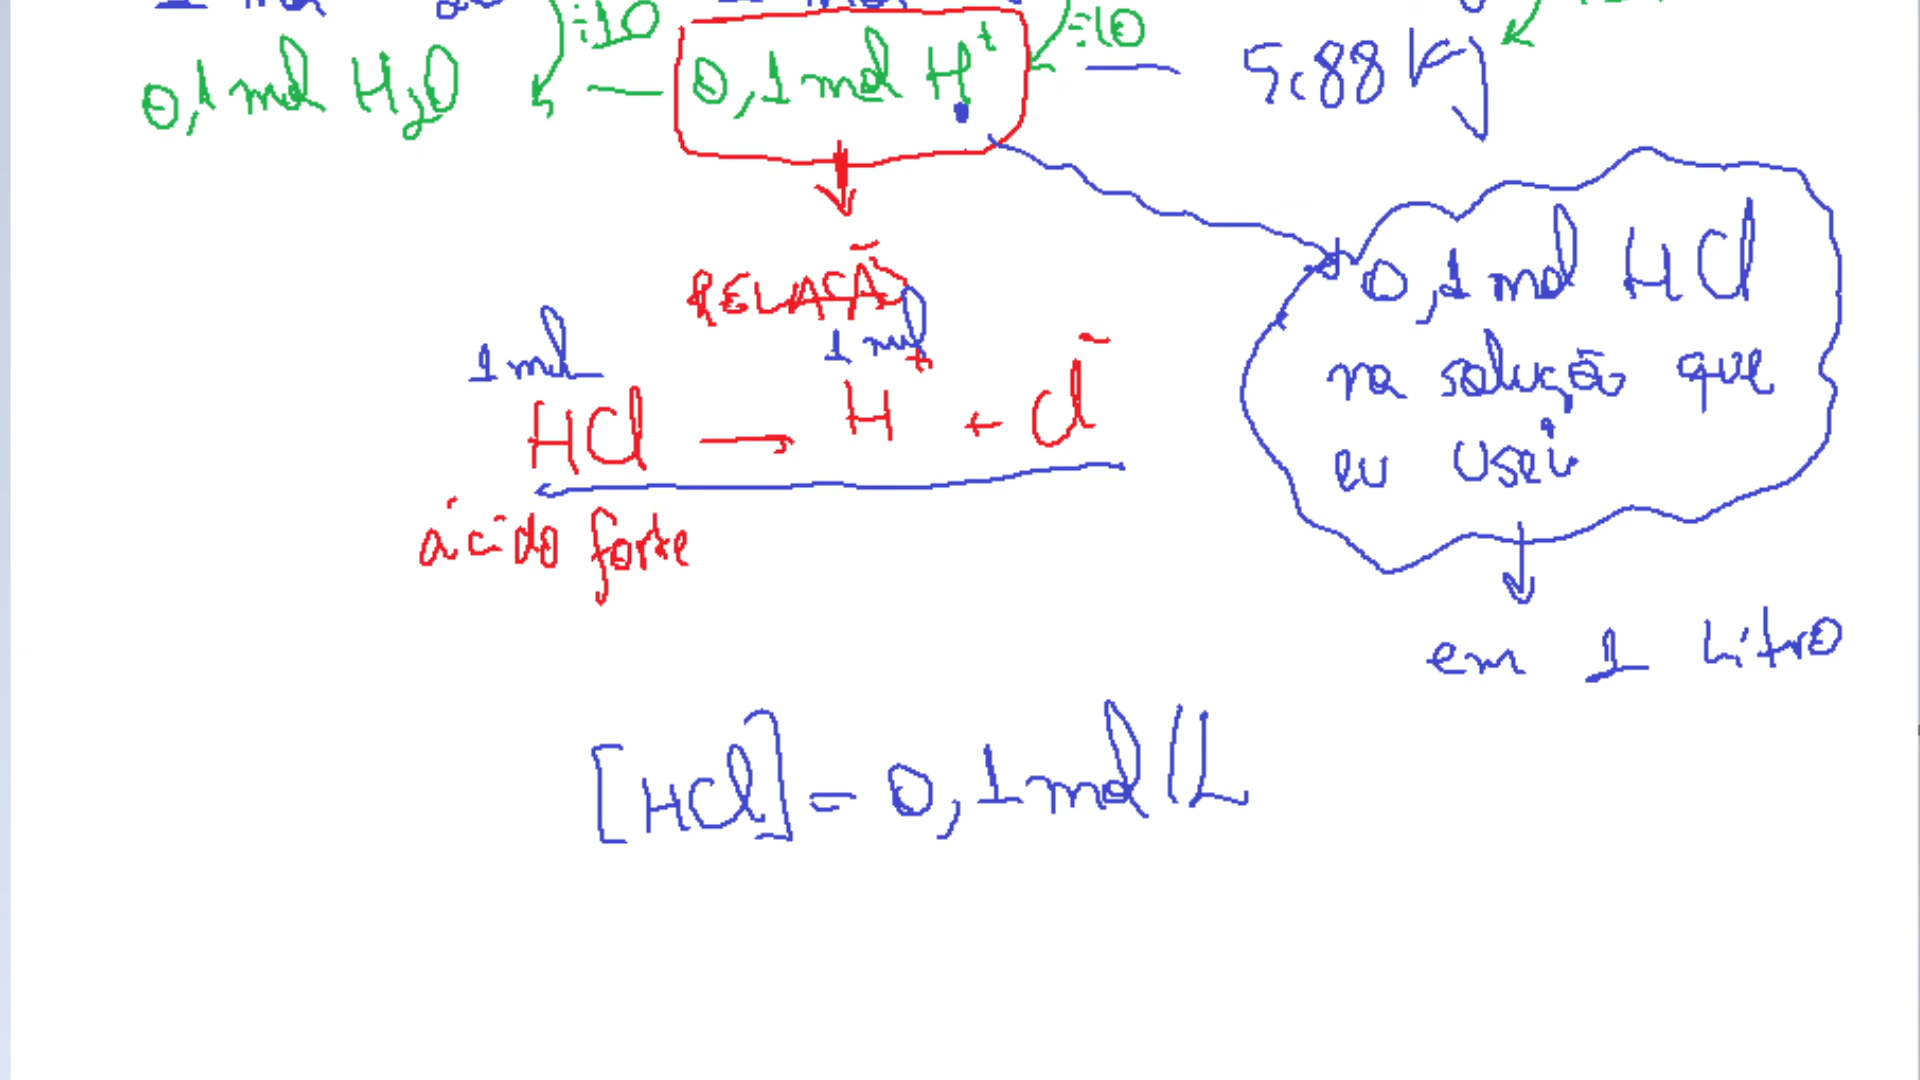 :10
:10
0,1 mol H₂O — 0,1 mol H⁺ — 5,88 kJ
RELAÇÃO
1 mol 1 mol
HCl → H⁺ + Cl⁻
ácido forte
0,1 mol HCl
na solução que
eu usei
em 1 Litro
[HCl] = 0,1 mol/L